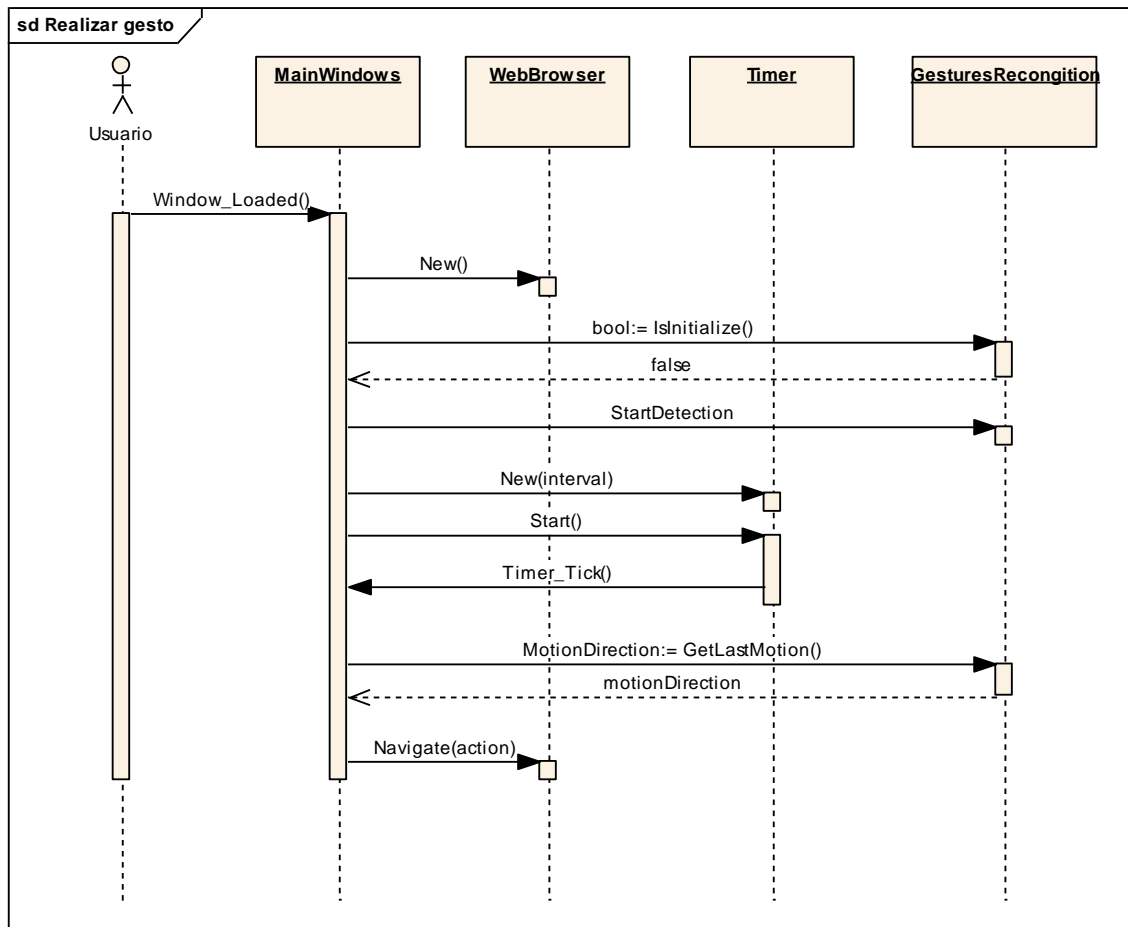 sd Realizar gesto
Usuario
MainWindows
WebBrowser
Timer
GesturesRecongition
Window_Loaded()
New()
bool:= IsInitialize()
false
StartDetection
New(interval)
Start()
Timer_Tick()
MotionDirection:= GetLastMotion()
motionDirection
Navigate(action)